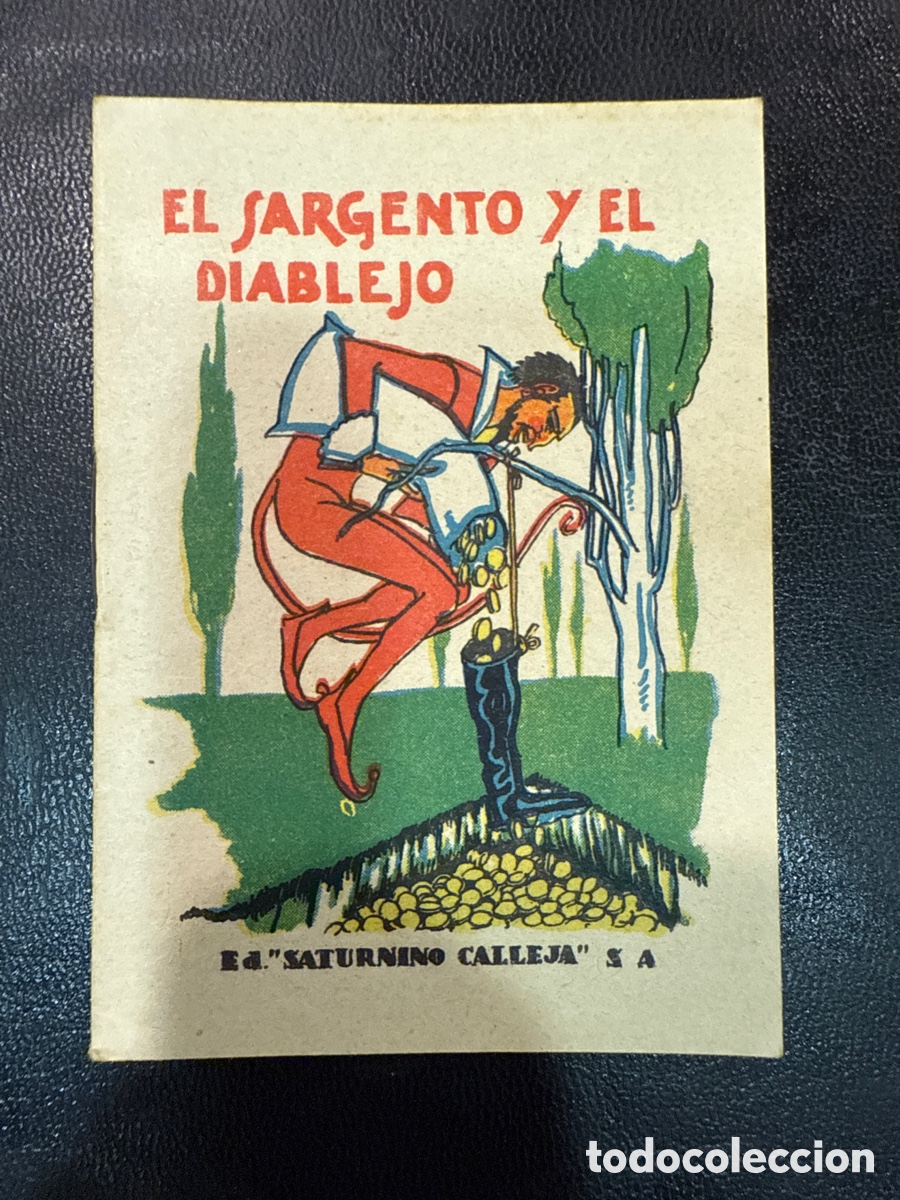 EL SARGENTO Y EL
DIABLEJO
Ed. "SATURNINO CALLEJA" S A
todocoleccion